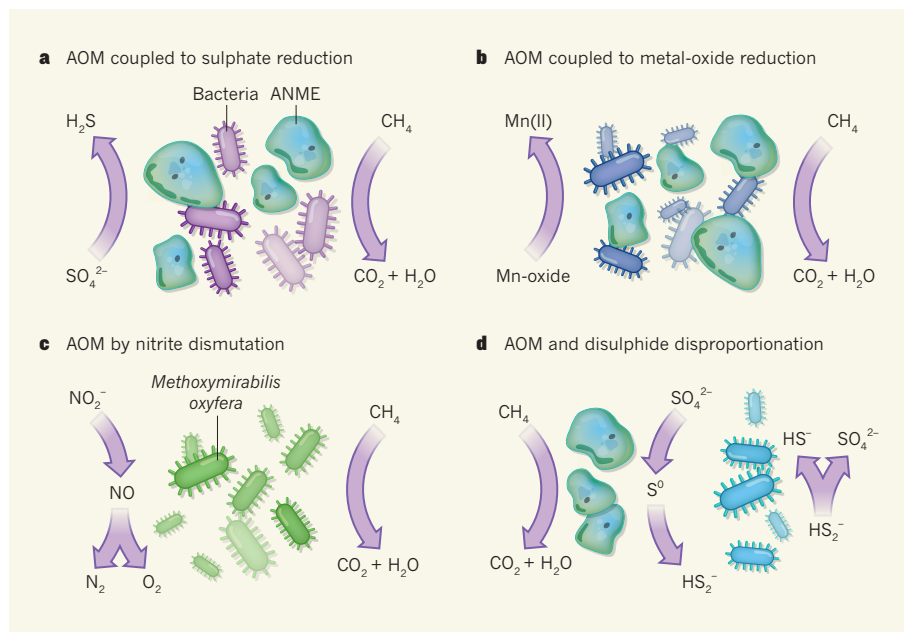 a AOM coupled to sulphate reduction
Bacteria ANME
H₂S
CH₄
SO₄²⁻
CO₂ + H₂O
b AOM coupled to metal-oxide reduction
Mn(II)
CH₄
Mn-oxide
CO₂ + H₂O
c AOM by nitrite dismutation
Methoxymirabilis
oxyfera
NO₂⁻
CH₄
NO
CO₂ + H₂O
N₂ O₂
d AOM and disulphide disproportionation
CH₄
SO₄²⁻
HS⁻ SO₄²⁻
S⁰
HS₂⁻
CO₂ + H₂O
HS₂⁻